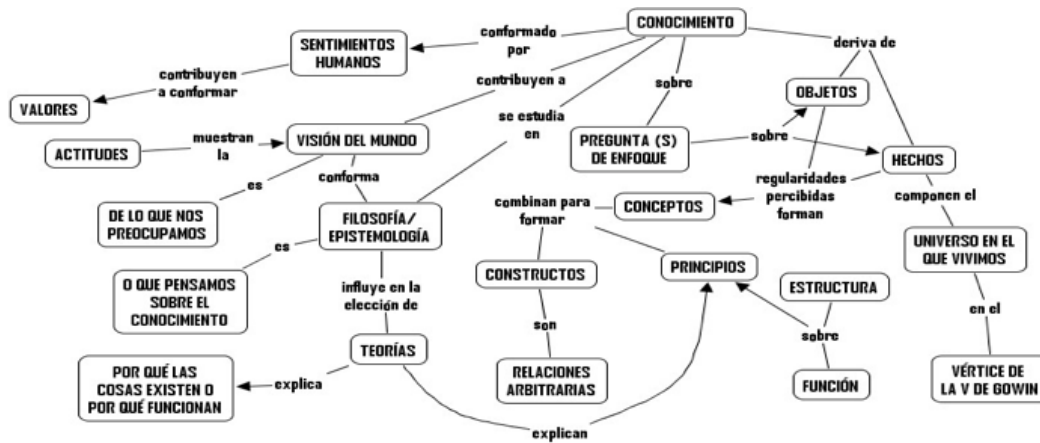 CONOCIMIENTO
conformado
por
SENTIMIENTOS
HUMANOS
deriva de
contribuyen
a conformar
contribuyen a
sobre
OBJETOS
VALORES
se estudia
en
ACTITUDES
muestran
la
VISIÓN DEL MUNDO
PREGUNTA (S)
DE ENFOQUE
sobre
HECHOS
es
conforma
regularidades
percibidas
forman
componen el
DE LO QUE NOS
PREOCUPAMOS
FILOSOFÍA/
EPISTEMOLOGÍA
combinan para
formar
CONCEPTOS
UNIVERSO EN EL
QUE VIVIMOS
es
O QUE PENSAMOS
SOBRE EL
CONOCIMIENTO
influye en la
elección de
CONSTRUCTOS
PRINCIPIOS
ESTRUCTURA
en el
son
sobre
TEORÍAS
POR QUÉ LAS
COSAS EXISTEN O
POR QUÉ FUNCIONAN
explica
RELACIONES
ARBITRARIAS
FUNCIÓN
VÉRTICE DE
LA V DE GOWIN
explican